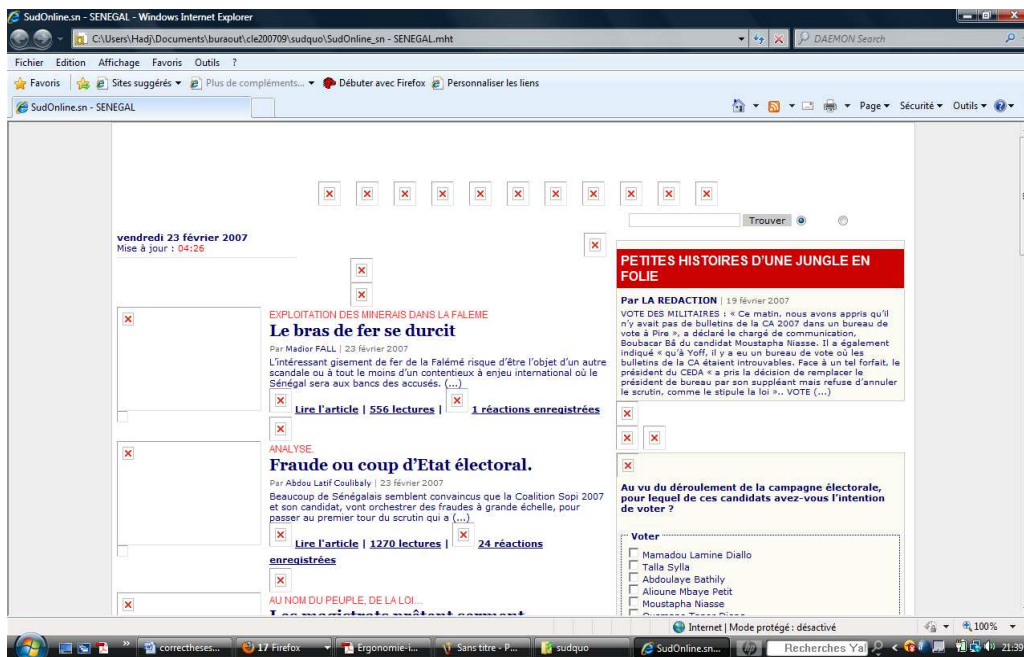 SudOnline.sn - SENEGAL - Windows Internet Explorer
C:\Users\Hadj\Documents\buraout\cle200709\sudquo\SudOnline_sn - SENEGAL.mht
DAEMON Search
Fichier Edition Affichage Favoris Outils ?
Favoris Sites suggérés Plus de compléments... Débuter avec Firefox Personnaliser les liens
SudOnline.sn - SENEGAL
Page Sécurité Outils
Trouver
vendredi 23 février 2007
Mise à jour : 04:26
EXPLOITATION DES MINERAIS DANS LA FALEME
Le bras de fer se durcit
Par Madior FALL | 23 février 2007
L'intéressant gisement de fer de la Falémé risque d'être l'objet d'un autre
scandale ou à tout le moins d'un contentieux à enjeu international où le
Sénégal sera aux bancs des accusés. (...)
Lire l'article | 556 lectures | 1 réactions enregistrées
ANALYSE.
Fraude ou coup d'Etat électoral.
Par Abdou Latif Coulibaly | 23 février 2007
Beaucoup de Sénégalais semblent convaincus que la Coalition Sopi 2007
et son candidat, vont orchestrer des fraudes à grande échelle, pour
passer au premier tour du scrutin qui a (...)
Lire l'article | 1270 lectures | 24 réactions
enregistrées
AU NOM DU PEUPLE, DE LA LOI...
Les magistrats prêtent serment
PETITES HISTOIRES D'UNE JUNGLE EN
FOLIE
Par LA REDACTION | 19 février 2007
VOTE DES MILITAIRES : « Ce matin, nous avons appris qu'il
n'y avait pas de bulletins de la CA 2007 dans un bureau de
vote à Pire », a déclaré le chargé de communication,
Boubacar Bâ du candidat Moustapha Niasse. Il a également
indiqué « qu'à Yoff, il y a eu un bureau de vote où les
bulletins de la CA étaient introuvables. Face à un tel forfait, le
président du CEDA « a pris la décision de remplacer le
président de bureau par son suppléant mais refuse d'annuler
le scrutin, comme le stipule la loi ».. VOTE (...)
Au vu du déroulement de la campagne électorale,
pour lequel de ces candidats avez-vous l'intention
de voter ?
Voter
Mamadou Lamine Diallo
Talla Sylla
Abdoulaye Bathily
Alioune Mbaye Petit
Moustapha Niasse
Ousmane Tanor Dieng
Internet | Mode protégé : désactivé
100%
correctheses...
17 Firefox
Ergonomie-i...
Sans titre - P...
sudquo
SudOnline.sn...
Recherches Ya!
21:39